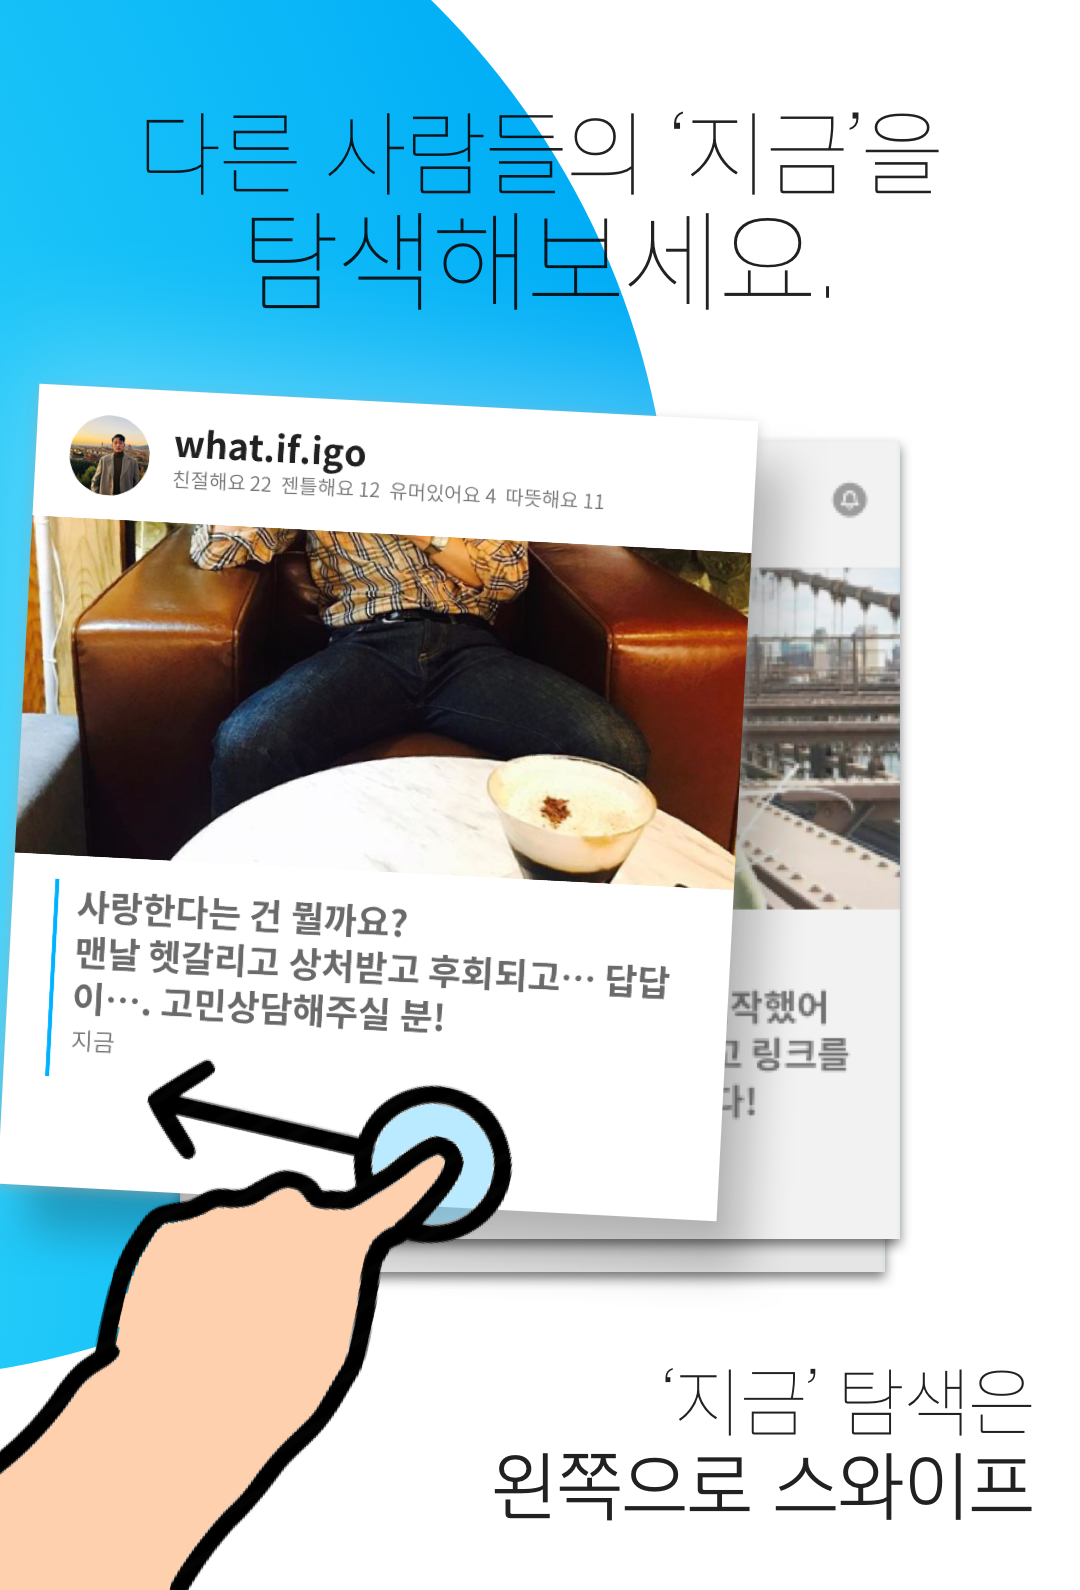 다른 사람들의 ‘지금’을
탐색해보세요.
what.if.igo
친절해요 22 젠틀해요 12 유머있어요 4 따뜻해요 11
사랑한다는 건 뭘까요?
맨날 헷갈리고 상처받고 후회되고… 답답
이…. 고민상담해주실 분!
지금
작했어
고 링크를
다!
‘지금’ 탐색은
왼쪽으로 스와이프